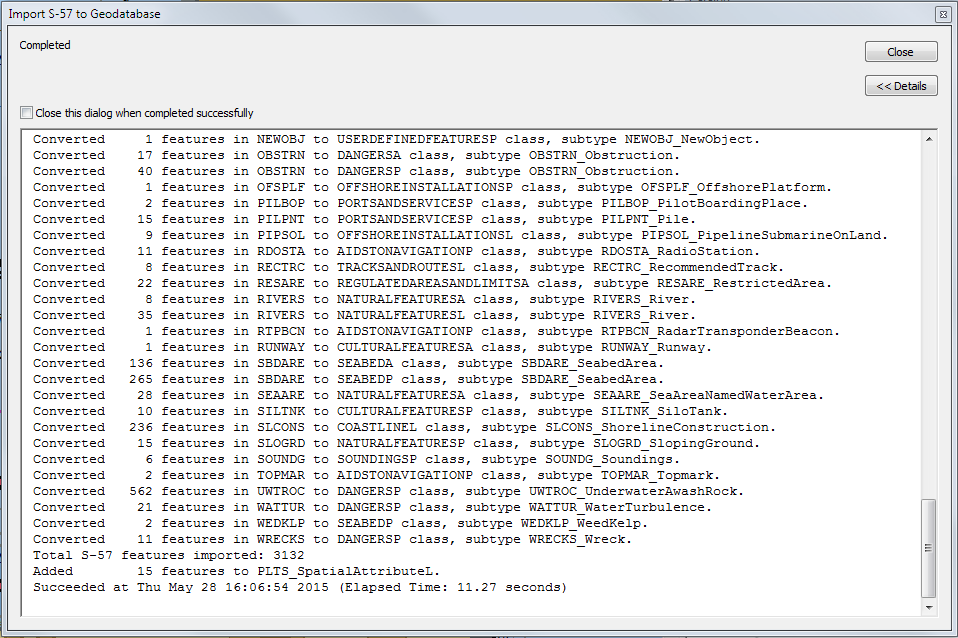 Import S-57 to Geodatabase
Completed
Close
<< Details
Close this dialog when completed successfully
Converted 1 features in NEWOBJ to USERDEFINEDFEATURESP class, subtype NEWOBJ_NewObject.
Converted 17 features in OBSTRN to DANGERSA class, subtype OBSTRN_Obstruction.
Converted 40 features in OBSTRN to DANGERSP class, subtype OBSTRN_Obstruction.
Converted 1 features in OFSPLF to OFFSHOREINSTALLATIONSP class, subtype OFSPLF_OffshorePlatform.
Converted 2 features in PILBOP to PORTSANDSERVICESP class, subtype PILBOP_PilotBoardingPlace.
Converted 15 features in PILPNT to PORTSANDSERVICESP class, subtype PILPNT_Pile.
Converted 9 features in PIPSOL to OFFSHOREINSTALLATIONSL class, subtype PIPSOL_PipelineSubmarineOnLand.
Converted 11 features in RDOSTA to AIDSTONAVIGATIONP class, subtype RDOSTA_RadioStation.
Converted 8 features in RECTRC to TRACKSANDROUTESL class, subtype RECTRC_RecommendedTrack.
Converted 22 features in RESARE to REGULATEDAREASANDLIMITSA class, subtype RESARE_RestrictedArea.
Converted 8 features in RIVERS to NATURALFEATURESA class, subtype RIVERS_River.
Converted 35 features in RIVERS to NATURALFEATURESL class, subtype RIVERS_River.
Converted 1 features in RTPBCN to AIDSTONAVIGATIONP class, subtype RTPBCN_RadarTransponderBeacon.
Converted 1 features in RUNWAY to CULTURALFEATURESA class, subtype RUNWAY_Runway.
Converted 136 features in SBDARE to SEABEDA class, subtype SBDARE_SeabedArea.
Converted 265 features in SBDARE to SEABEDP class, subtype SBDARE_SeabedArea.
Converted 28 features in SEAARE to NATURALFEATURESA class, subtype SEAARE_SeaAreaNamedWaterArea.
Converted 10 features in SILTNK to CULTURALFEATURESP class, subtype SILTNK_SiloTank.
Converted 236 features in SLCONS to COASTLINEL class, subtype SLCONS_ShorelineConstruction.
Converted 15 features in SLOGRD to NATURALFEATURESP class, subtype SLOGRD_SlopingGround.
Converted 6 features in SOUNDG to SOUNDINGSP class, subtype SOUNDG_Soundings.
Converted 2 features in TOPMAR to AIDSTONAVIGATIONP class, subtype TOPMAR_Topmark.
Converted 562 features in UWTROC to DANGERSP class, subtype UWTROC_UnderwaterAwashRock.
Converted 21 features in WATTUR to DANGERSP class, subtype WATTUR_WaterTurbulence.
Converted 2 features in WEDKLP to SEABEDP class, subtype WEDKLP_WeedKelp.
Converted 11 features in WRECKS to DANGERSP class, subtype WRECKS_Wreck.
Total S-57 features imported: 3132
Added 15 features to PLTS_SpatialAttributeL.
Succeeded at Thu May 28 16:06:54 2015 (Elapsed Time: 11.27 seconds)